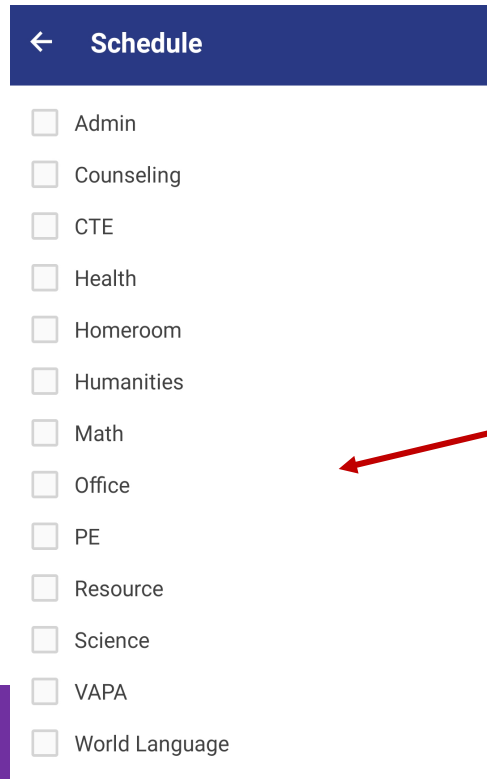 Schedule
Admin
Counseling
CTE
Health
Homeroom
Humanities
Math
Office
PE
Resource
Science
VAPA
World Language